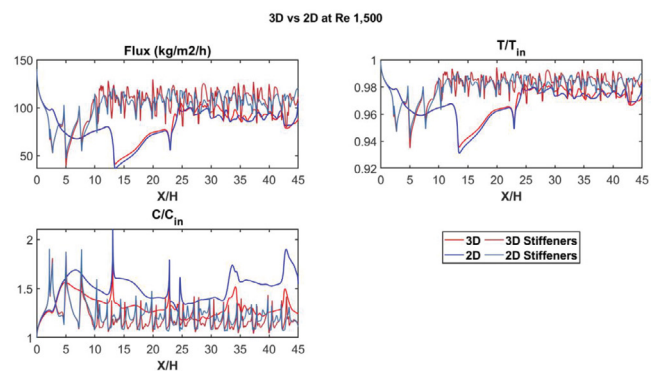 3D vs 2D at Re 1,500
Flux (kg/m2/h)
150
100
50
0 5 10 15 20 25 30 35 40 45
X/H
T/Tin
1
0.98
0.96
0.94
0.92
0 5 10 15 20 25 30 35 40 45
X/H
C/Cin
2
1.5
1
0 5 10 15 20 25 30 35 40 45
X/H
3D 3D Stiffeners
2D 2D Stiffeners